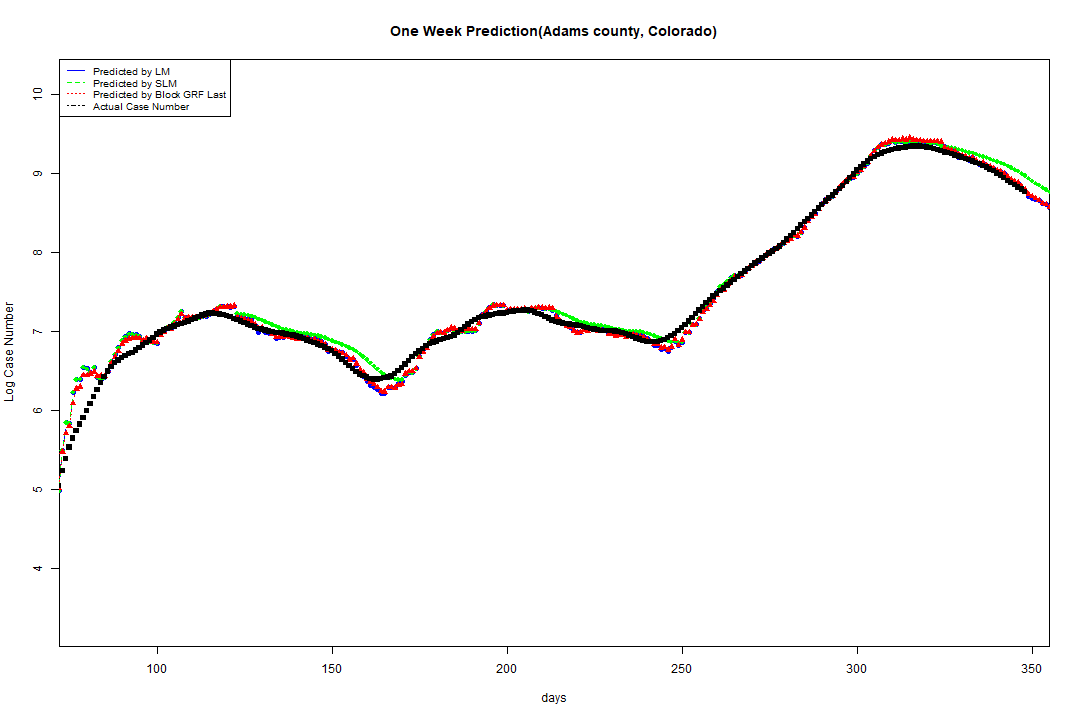 One Week Prediction(Adams county, Colorado)
Predicted by LM
Predicted by SLM
Predicted by Block GRF Last
Actual Case Number
10
9
8
7
6
5
4
Log Case Number
100 150 200 250 300 350
days